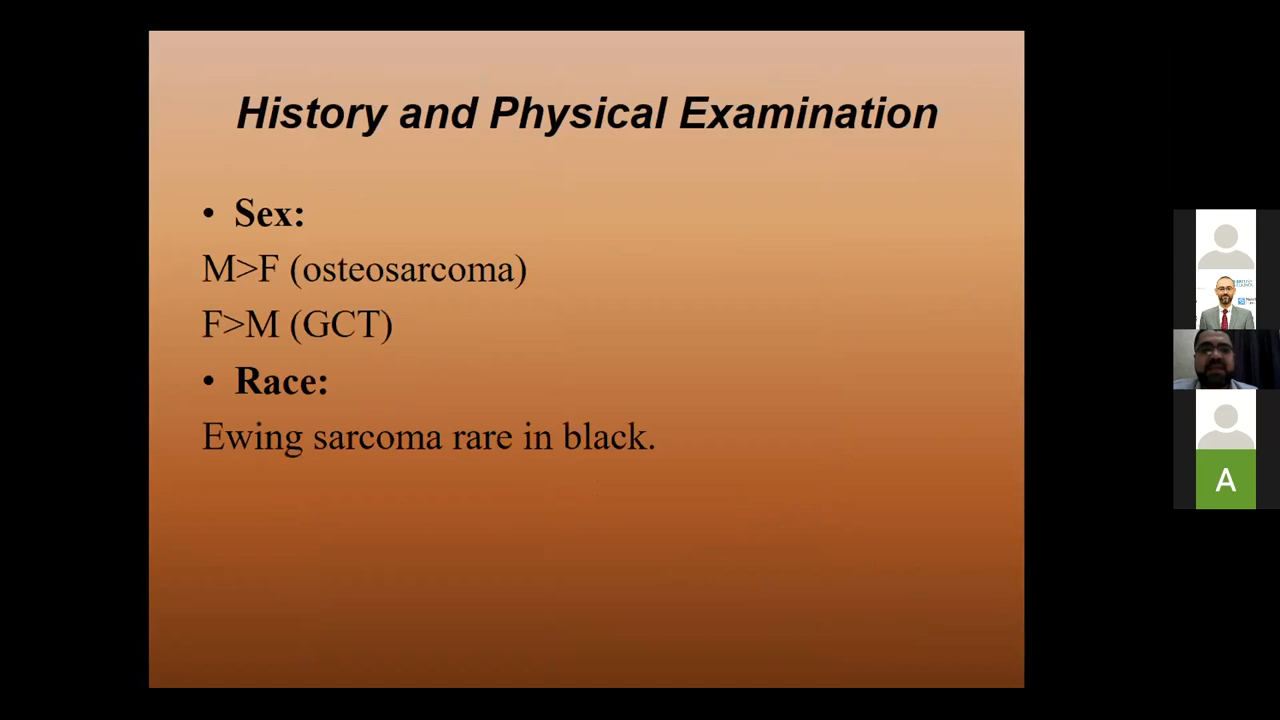 History and Physical Examination
• Sex:
M>F (osteosarcoma)
F>M (GCT)
• Race:
Ewing sarcoma rare in black.
A